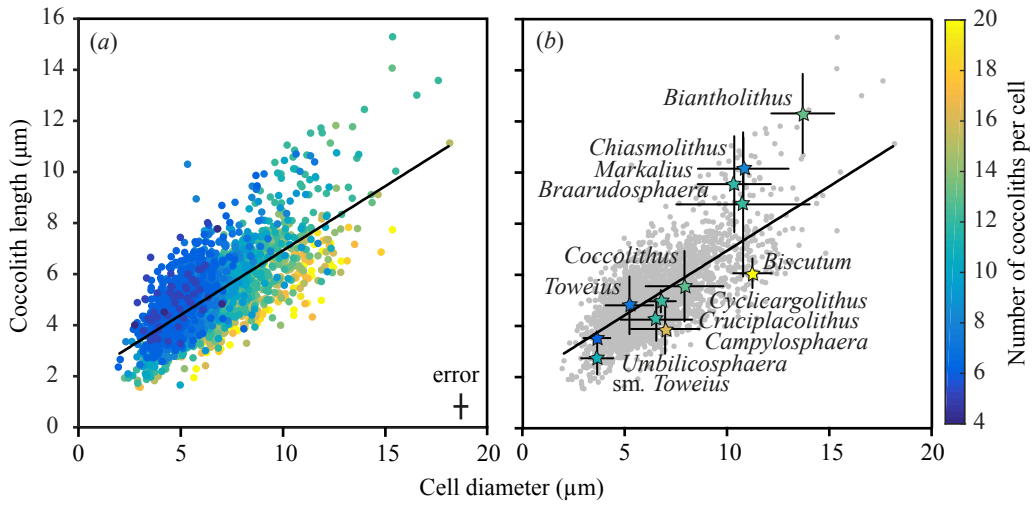 (a)
16
14
12
10
8
6
4
2
0
Coccolith length (µm)
error
0
5
10
15
20
(b)
Biantholithus
Chiasmolithus
Markalius
Braarudosphaera
Coccolithus
Biscutum
Toweius
Cyclicargolithus
Cruciplacolithus
Campylosphaera
Umbilicosphaera
sm. Toweius
0
5
10
15
20
Cell diameter (µm)
20
18
16
14
12
10
8
6
4
Number of coccoliths per cell